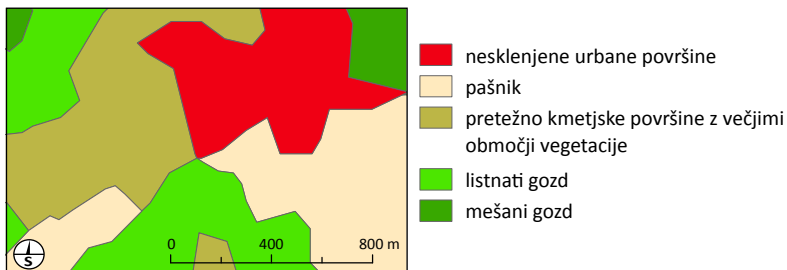 nesklenjene urbane površine
pašnik
pretežno kmetjske površine z večjimi
območji vegetacije
listnati gozd
mešani gozd
0 400 800 m
S